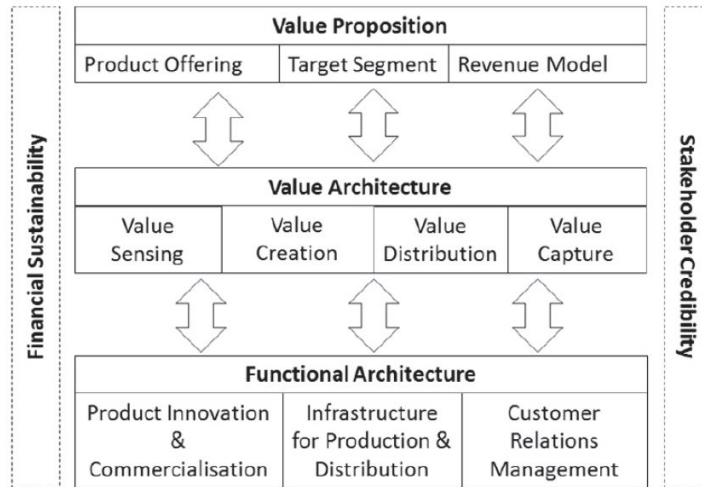 Value Proposition
Product Offering
Target Segment
Revenue Model
Value Architecture
Value
Sensing
Value
Creation
Value
Distribution
Value
Capture
Functional Architecture
Product Innovation
&
Commercialisation
Infrastructure
for Production &
Distribution
Customer
Relations
Management
Financial Sustainability
Stakeholder Credibility